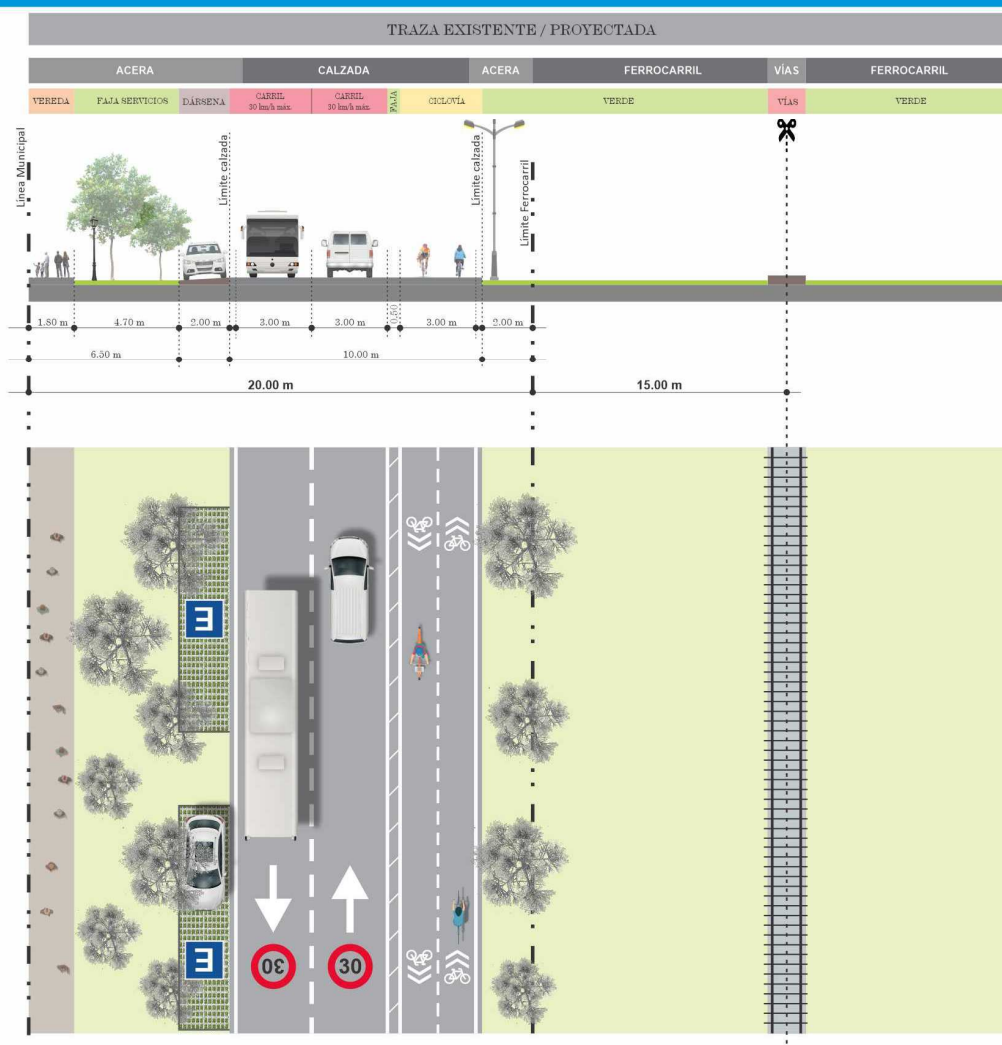 TRAZA EXISTENTE / PROYECTADA
ACERA CALZADA ACERA FERROCARRIL VÍAS FERROCARRIL
VEREDA FAJA SERVICIOS DÁRSENA CARRIL 30 km/h máx. CARRIL 30 km/h máx. FAJA CICLOVÍA VERDE VÍAS VERDE
Línea Municipal
Límite calzada
Límite calzada
Límite Ferrocarril
1.80 m 4.70 m 2.00 m 3.00 m 3.00 m 0.50 3.00 m 2.00 m
6.50 m 10.00 m
20.00 m 15.00 m
E
E
30 30